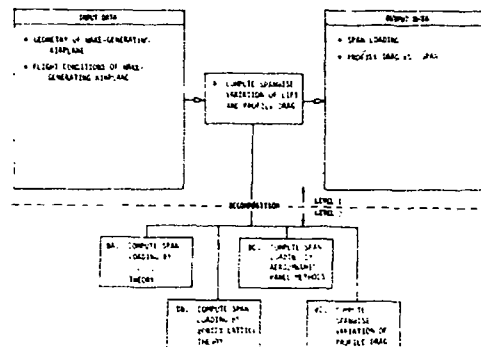 INPUT DATA
• GEOMETRY OF WAKE-GENERATING
AIRPLANE
• FLIGHT CONDITIONS OF WAKE-
GENERATING AIRPLANE
COMPUTE SPANWISE
VARIATION OF LIFT
AND PROFILE DRAG
OUTPUT DATA
• SPAN LOADING
• PROFILE DRAG VS. SPAN
DECOMPOSITION
LEVEL 1
LEVEL 2
COMPUTE SPAN
LOADING BY
THEORY
COMPUTE SPAN
LOADING BY
VORTEX LATTICE
THEORY
COMPUTE SPAN
LOADING BY
AERODYNAMIC
PANEL METHODS
COMPUTE
SPANWISE
VARIATION OF
PROFILE DRAG